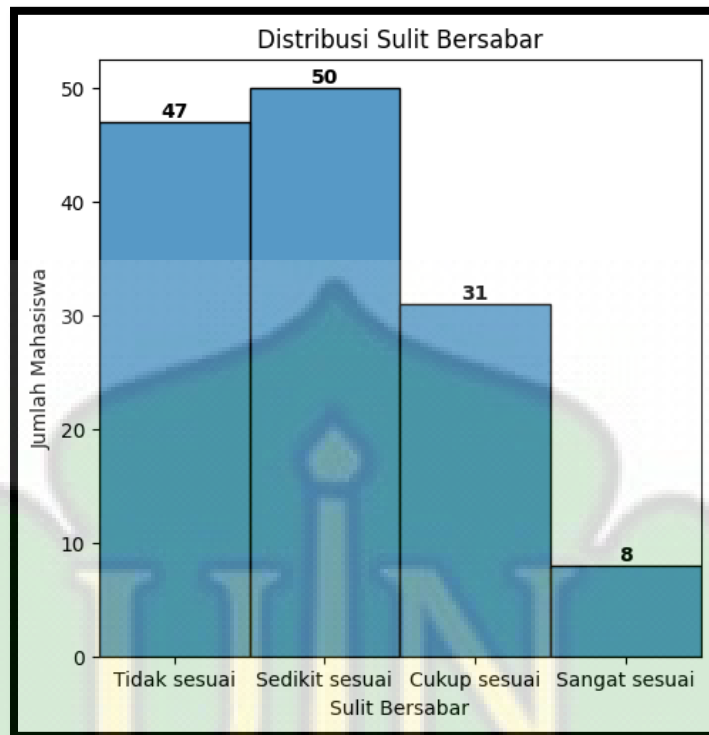 Distribusi Sulit Bersabar
50
47
50
40
31
30
20
10
8
0
Jumlah Mahasiswa
Tidak sesuai Sedikit sesuai Cukup sesuai Sangat sesuai
Sulit Bersabar
UIN